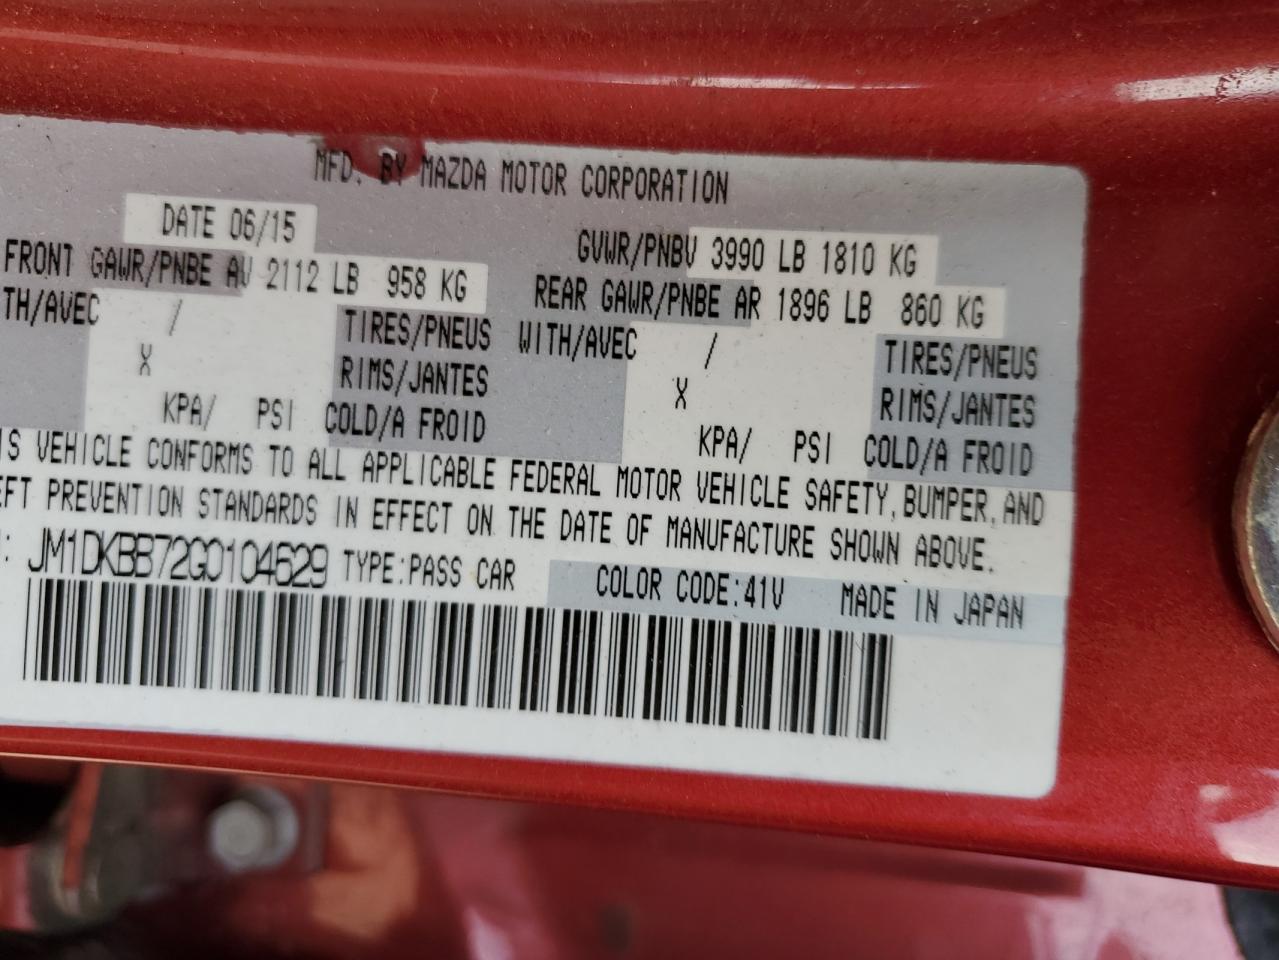 MFD. BY MAZDA MOTOR CORPORATION
DATE 06/15 GVWR/PNBV 3990 LB 1810 KG
FRONT GAWR/PNBE AV 2112 LB 958 KG REAR GAWR/PNBE AR 1896 LB 860 KG
TH/AVEC / TIRES/PNEUS WITH/AVEC / TIRES/PNEUS
X RIMS/JANTES X RIMS/JANTES
KPA/ PSI COLD/A FROID KPA/ PSI COLD/A FROID
IS VEHICLE CONFORMS TO ALL APPLICABLE FEDERAL MOTOR VEHICLE SAFETY, BUMPER, AND
EFT PREVENTION STANDARDS IN EFFECT ON THE DATE OF MANUFACTURE SHOWN ABOVE.
: JM1DKBB72G0104629 TYPE:PASS CAR COLOR CODE:41V MADE IN JAPAN